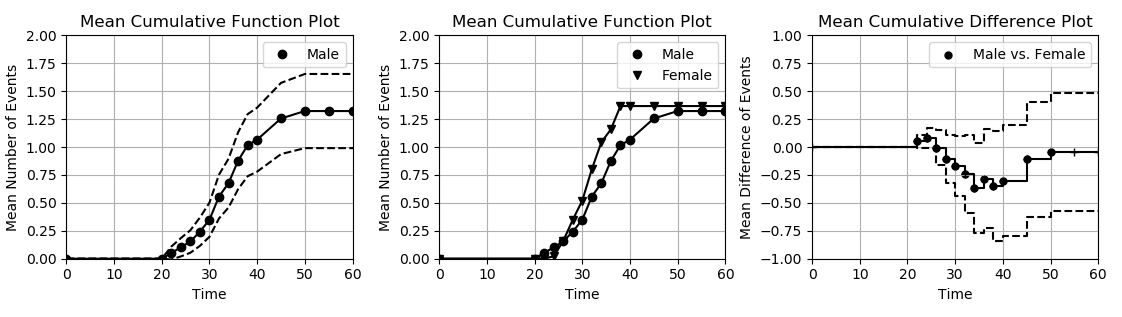 Mean Cumulative Function Plot
Mean Number of Events
2.00
1.75
1.50
1.25
1.00
0.75
0.50
0.25
0.00
Male
0 10 20 30 40 50 60
Time
Mean Cumulative Function Plot
Mean Number of Events
2.00
1.75
1.50
1.25
1.00
0.75
0.50
0.25
0.00
Male
Female
0 10 20 30 40 50 60
Time
Mean Cumulative Difference Plot
Mean Difference of Events
1.00
0.75
0.50
0.25
0.00
−0.25
−0.50
−0.75
−1.00
Male vs. Female
0 10 20 30 40 50 60
Time